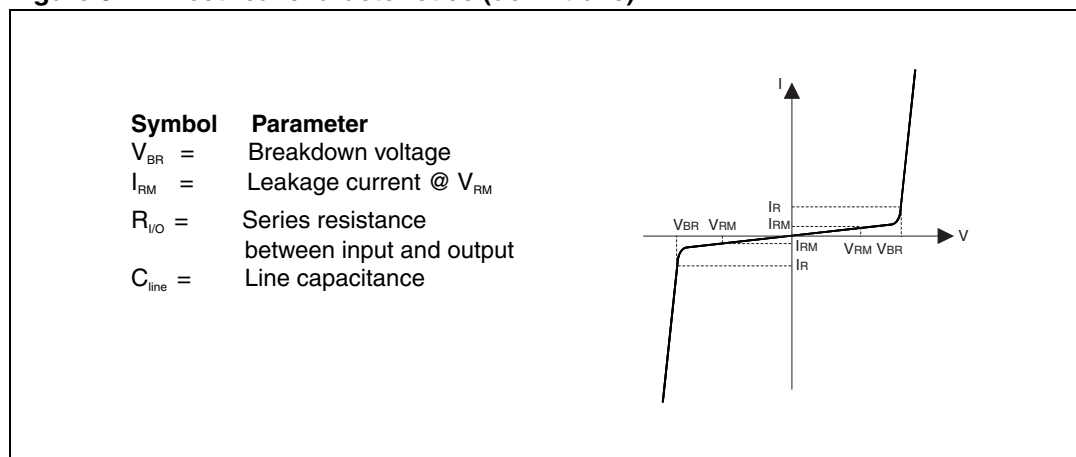 Symbol Parameter
VBR = Breakdown voltage
IRM = Leakage current @ VRM
RI/O = Series resistance
between input and output
Cline = Line capacitance
I
IR
VBR VRM IRM
V
IRM VRM VBR
IR